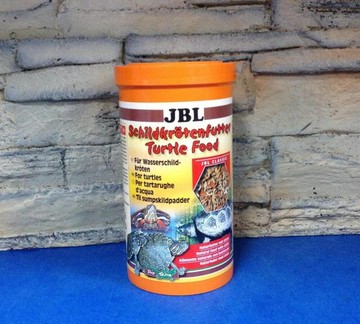 JBL
Schildkrötenfutter
Turtle Food
Für Wasserschild-
kröten
For turtles
Per tartarughe
d'acqua
Til sumpskildpadder
JBL CLASSIC